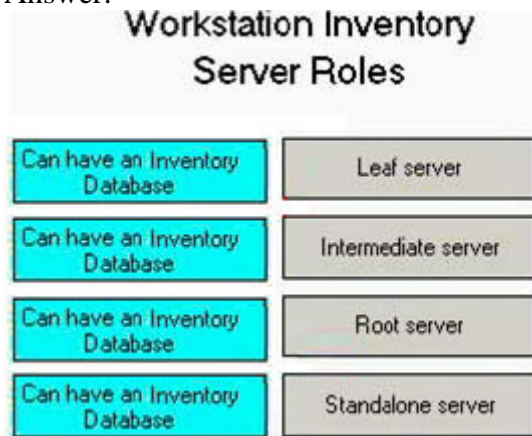 Answer:
Workstation Inventory
Server Roles
Can have an Inventory
Database
Leaf server
Can have an Inventory
Database
Intermediate server
Can have an Inventory
Database
Root server
Can have an Inventory
Database
Standalone server